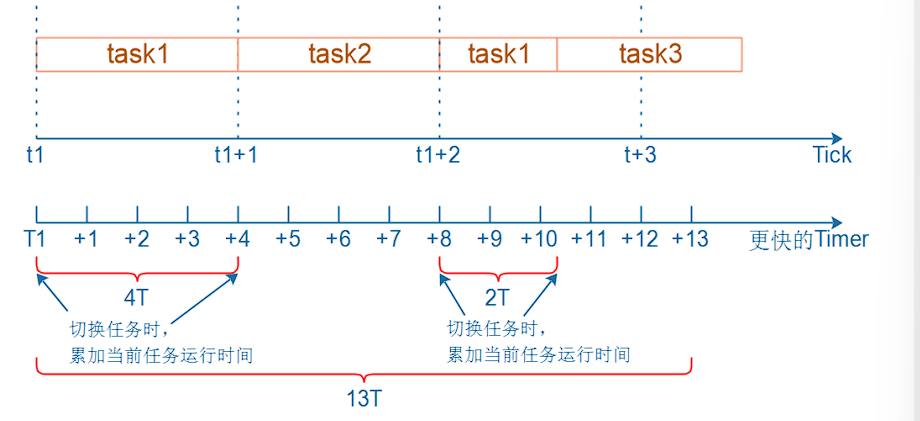 task1 task2 task1 task3
t1 t1+1 t1+2 t+3 Tick
T1 +1 +2 +3 +4 +5 +6 +7 +8 +9 +10 +11 +12 +13 更快的Timer
4T 2T
切换任务时，
累加当前任务运行时间
切换任务时，
累加当前任务运行时间
13T